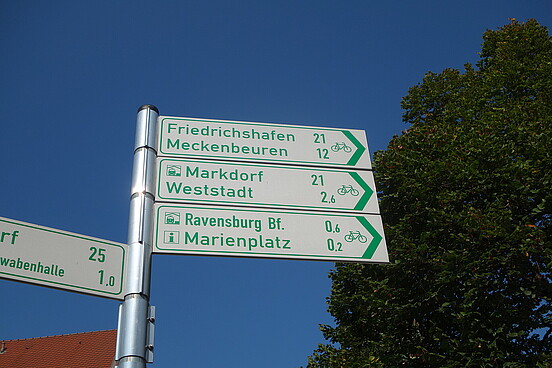 Friedrichshafen 21
Meckenbeuren 12
Markdorf 21
Weststadt 2,6
Ravensburg Bf. 0,6
Marienplatz 0,2
rf 25
wabenhalle 1,0